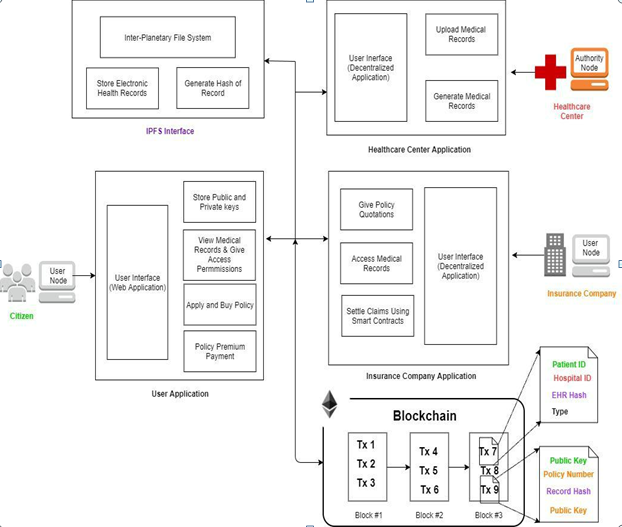 Inter-Planetary File System
Store Electronic
Health Records
Generate Hash of
Record
IPFS Interface
User Inerface
(Decentralized
Application)
Upload Medical
Records
Generate Medical
Records
Healthcare Center Application
Authority
Node
Healthcare
Center
User Interface
(Web Application)
Store Public and
Private keys
View Medical
Records & Give
Access
Permmissions
Apply and Buy Policy
Policy Premium
Payment
User Application
User
Node
Citizen
Give Policy
Quotations
Access Medical
Records
Settle Claims Using
Smart Contracts
User Interface
(Decentralized
Application)
Insurance Company Application
User
Node
Insurance Company
Blockchain
Tx 1
Tx 2
Tx 3
Block #1
Tx 4
Tx 5
Tx 6
Block #2
Tx 7
Tx 8
Tx 9
Block #3
Patient ID
Hospital ID
EHR Hash
Type
Public Key
Policy Number
Record Hash
Public Key